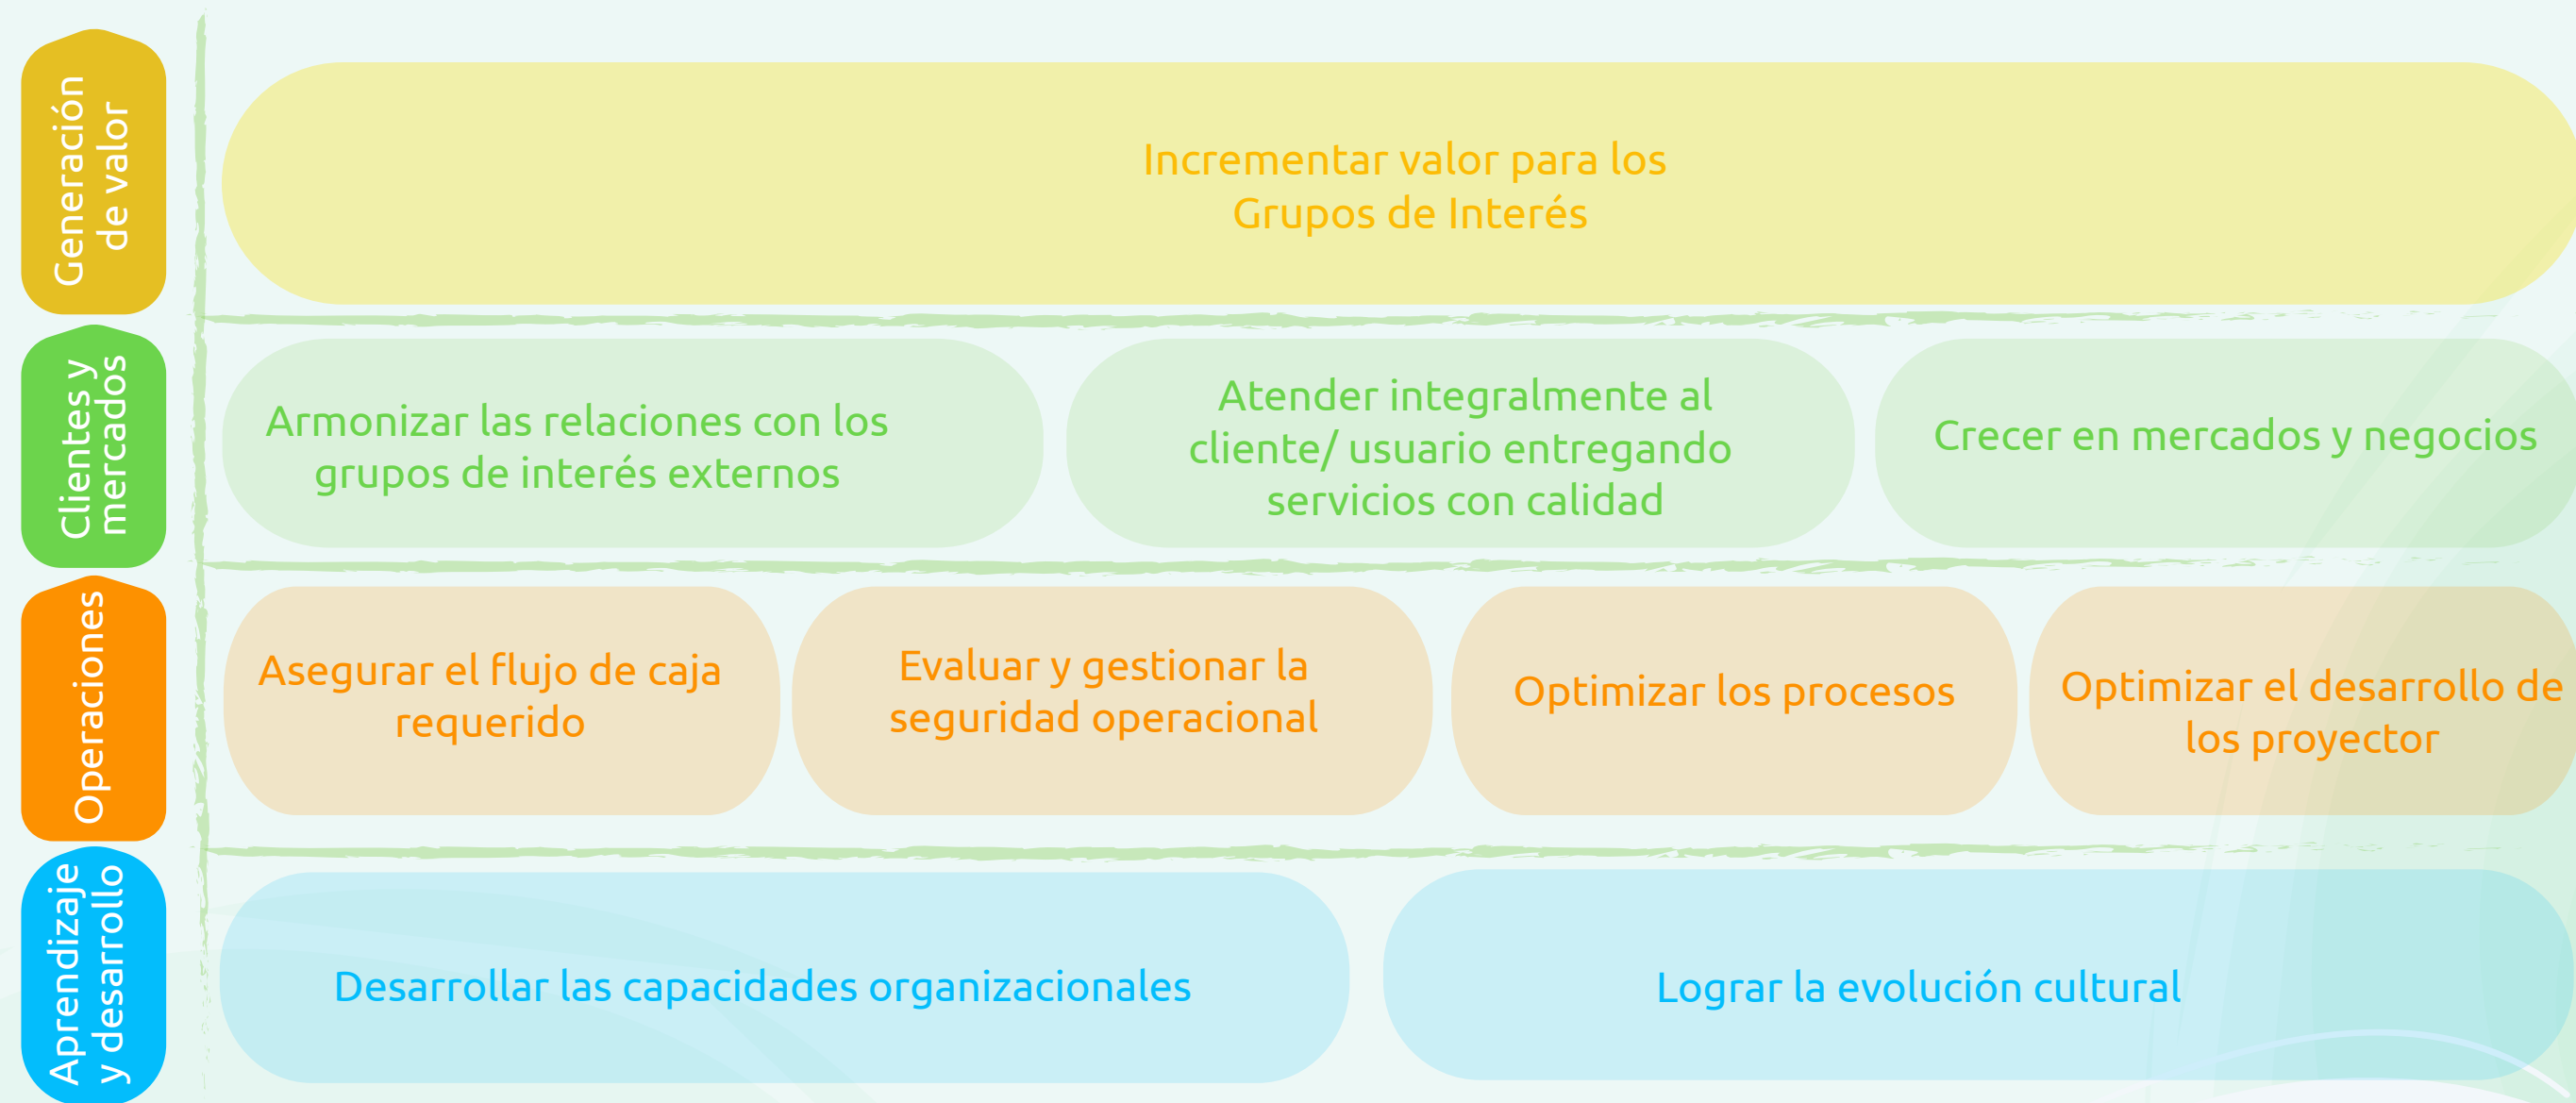 Generación
de valor
Incrementar valor para los
Grupos de Interés
Clientes y
mercados
Armonizar las relaciones con los
grupos de interés externos
Atender integralmente al
cliente/ usuario entregando
servicios con calidad
Crecer en mercados y negocios
Operaciones
Asegurar el flujo de caja
requerido
Evaluar y gestionar la
seguridad operacional
Optimizar los procesos
Optimizar el desarrollo de
los proyector
Aprendizaje
y desarrollo
Desarrollar las capacidades organizacionales
Lograr la evolución cultural